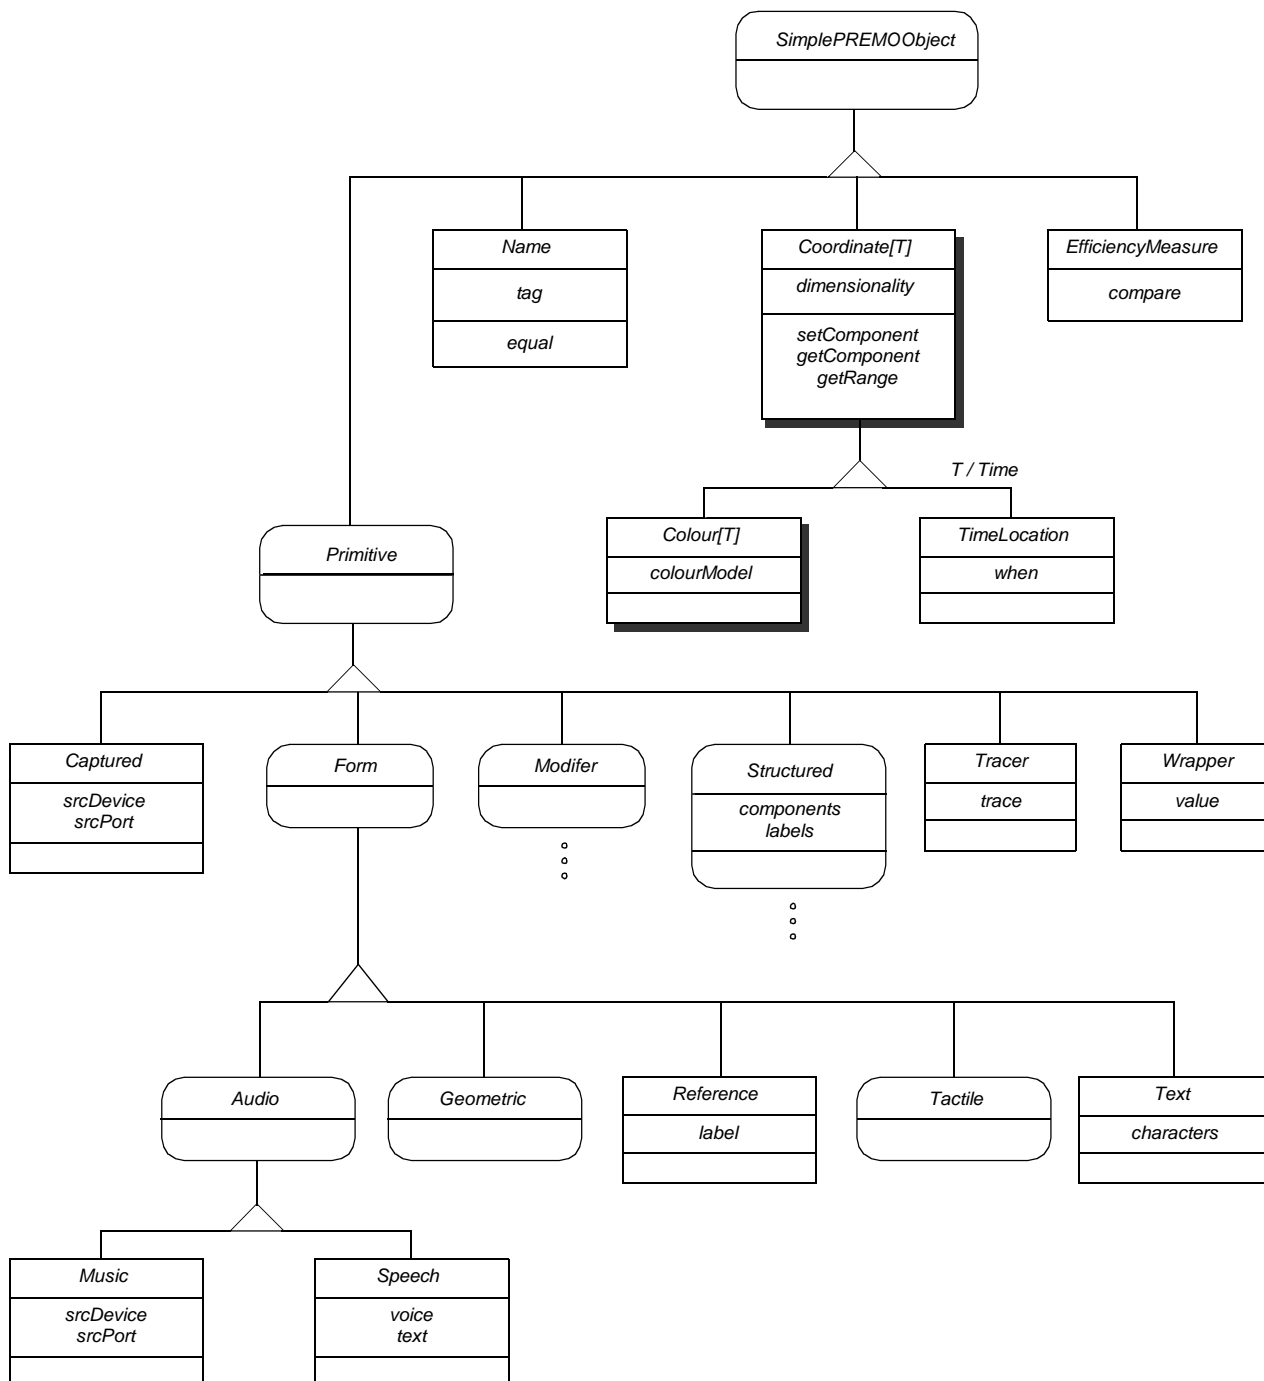 SimplePREMOObject
Name
tag
equal
Coordinate[T]
dimensionality
setComponent
getComponent
getRange
EfficiencyMeasure
compare
T / Time
Colour[T]
colourModel
TimeLocation
when
Primitive
Captured
srcDevice
srcPort
Form
Modifer
Structured
components
labels
Tracer
trace
Wrapper
value
Audio
Geometric
Reference
label
Tactile
Text
characters
Music
srcDevice
srcPort
Speech
voice
text